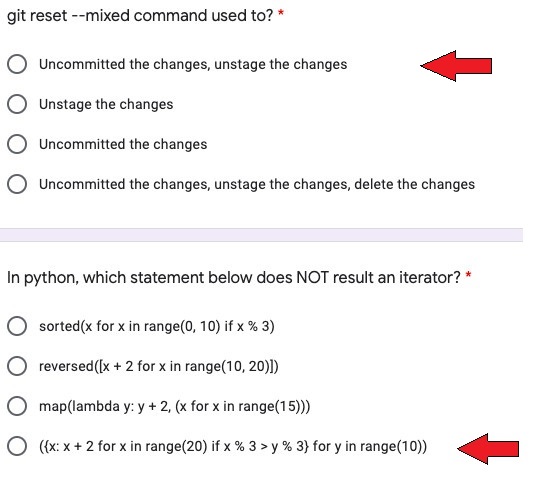 git reset --mixed command used to? *
Uncommitted the changes, unstage the changes
Unstage the changes
Uncommitted the changes
Uncommitted the changes, unstage the changes, delete the changes
In python, which statement below does NOT result an iterator? *
sorted(x for x in range(0, 10) if x % 3)
reversed([x + 2 for x in range(10, 20)])
map(lambda y: y + 2, (x for x in range(15)))
({x: x + 2 for x in range(20) if x % 3 > y % 3} for y in range(10))